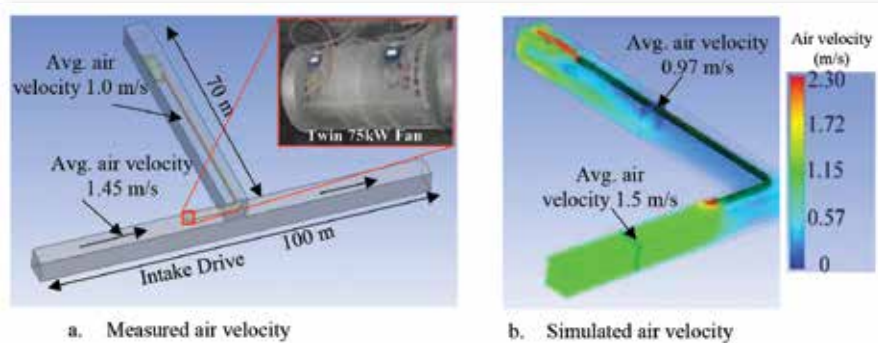 Avg. air
velocity 1.0 m/s
70 m
Twin 75kW Fan
Avg. air velocity
1.45 m/s
100 m
Intake Drive
a. Measured air velocity
Avg. air velocity
0.97 m/s
Avg. air
velocity 1.5 m/s
Air velocity
(m/s)
2.30
1.72
1.15
0.57
0
b. Simulated air velocity